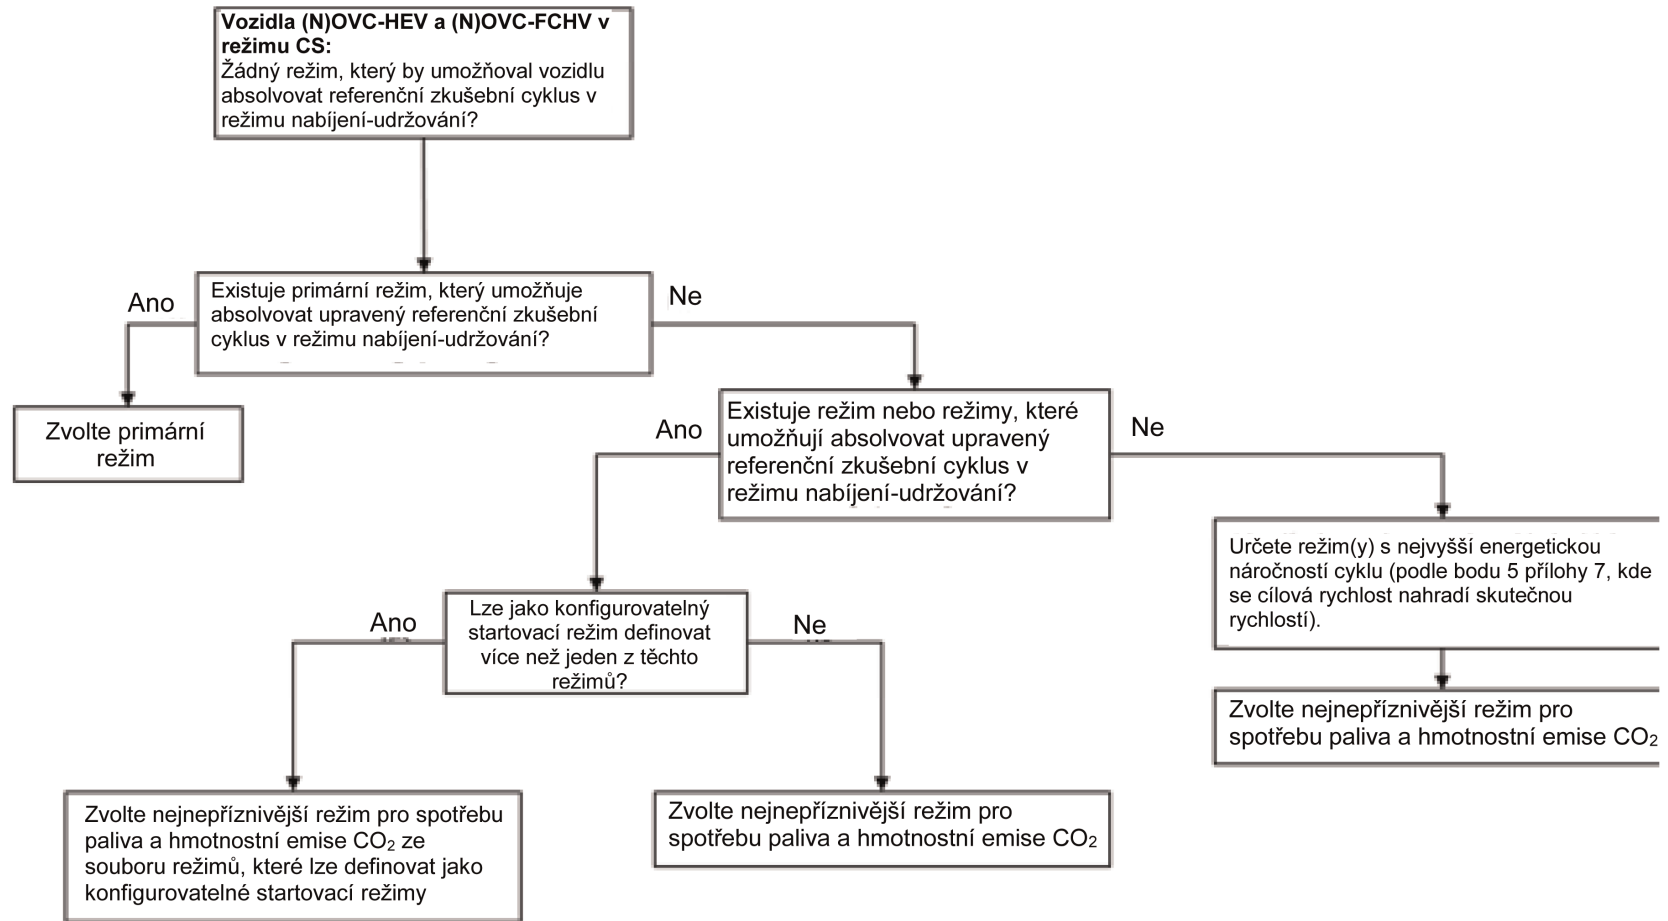 Vozidla (N)OVC-HEV a (N)OVC-FCHV v
režimu CS:
Žádný režim, který by umožňoval vozidlu
absolvovat referenční zkušební cyklus v
režimu nabíjení-udržování?
Ano
Existuje primární režim, který umožňuje
absolvovat upravený referenční zkušební
cyklus v režimu nabíjení-udržování?
Ne
Zvolte primární
režim
Ano
Existuje režim nebo režimy, které
umožňují absolvovat upravený
referenční zkušební cyklus v
režimu nabíjení-udržování?
Ne
Určete režim(y) s nejvyšší energetickou
náročností cyklu (podle bodu 5 přílohy 7, kde
se cílová rychlost nahradí skutečnou
rychlostí).
Ano
Lze jako konfigurovatelný
startovací režim definovat
více než jeden z těchto
režimů?
Ne
Zvolte nejnepříznivější režim pro
spotřebu paliva a hmotnostní emise CO₂
Zvolte nejnepříznivější režim pro spotřebu
paliva a hmotnostní emise CO₂ ze
souboru režimů, které lze definovat jako
konfigurovatelné startovací režimy
Zvolte nejnepříznivější režim pro
spotřebu paliva a hmotnostní emise CO₂